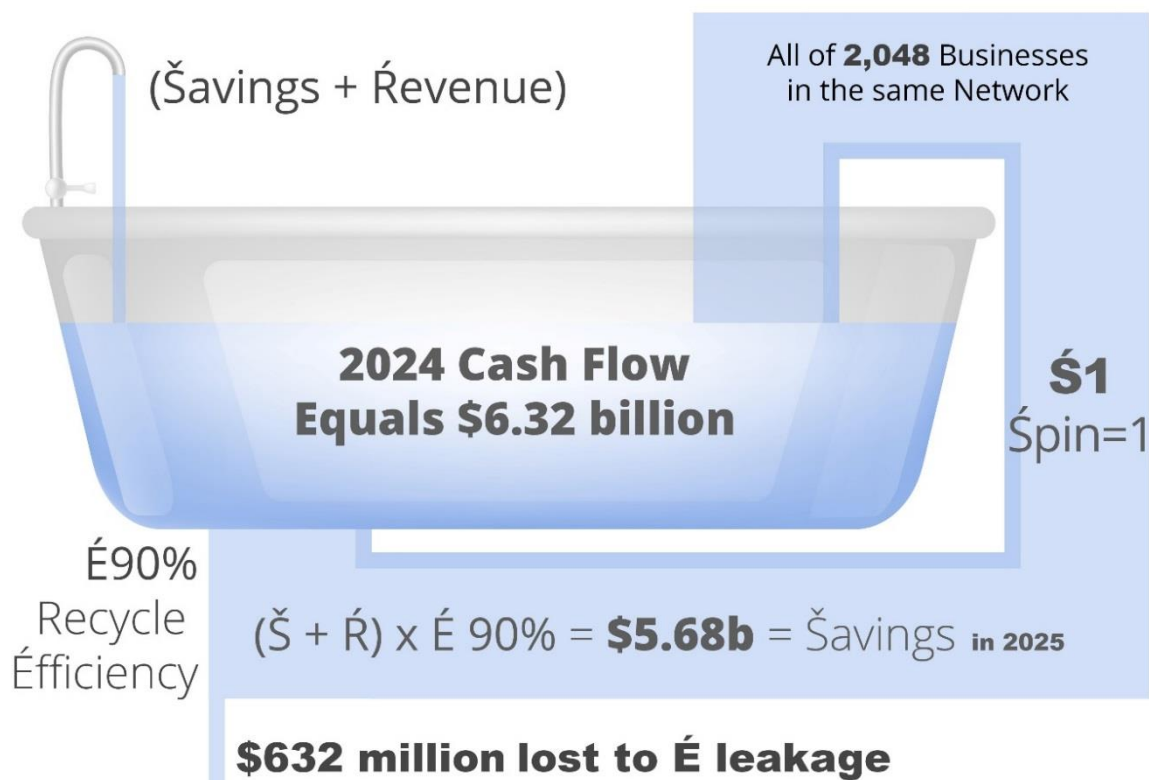 (Šavings + Ŕevenue)
All of 2,048 Businesses
in the same Network
2024 Cash Flow
Equals $6.32 billion
Ś1
Śpin=1
É90%
Recycle
Éfficiency
(Š + Ŕ) x É 90% = $5.68b = Šavings in 2025
$632 million lost to É leakage